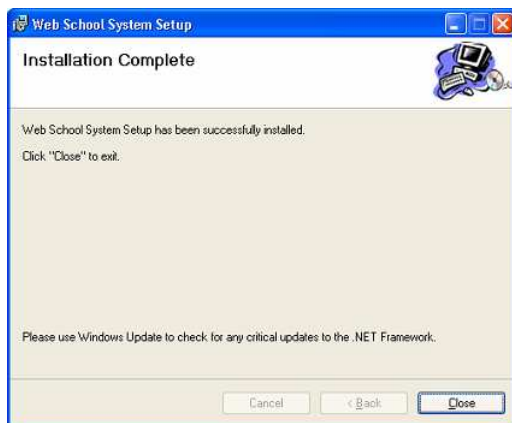 Web School System Setup
Installation Complete
Web School System Setup has been successfully installed.
Click "Close" to exit.
Please use Windows Update to check for any critical updates to the .NET Framework.
Cancel < Back Close